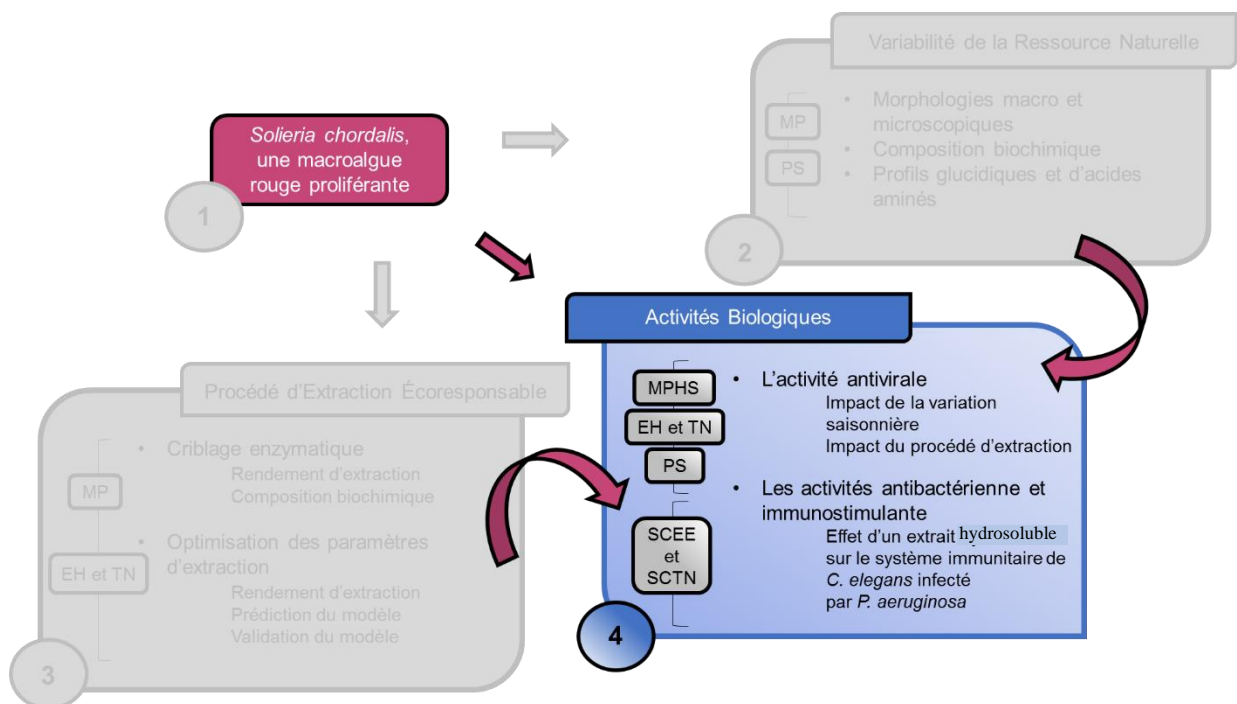 Variabilité de la Ressource Naturelle
MP
PS
• Morphologies macro et
microscopiques
• Composition biochimique
• Profils glucidiques et d'acides
aminés
2
Solieria chordalis,
une macroalgue
rouge proliférante
1
Activités Biologiques
MPHS
EH et TN
PS
• L'activité antivirale
Impact de la variation
saisonnière
Impact du procédé d'extraction
• Les activités antibactérienne et
immunostimulante
SCEE
et
SCTN
Effet d'un extrait hydrosoluble
sur le système immunitaire de
C. elegans infecté
par P. aeruginosa
4
Procédé d'Extraction Écoresponsable
MP
• Criblage enzymatique
Rendement d'extraction
Composition biochimique
EH et TN
• Optimisation des paramètres
d'extraction
Rendement d'extraction
Prédiction du modèle
Validation du modèle
3